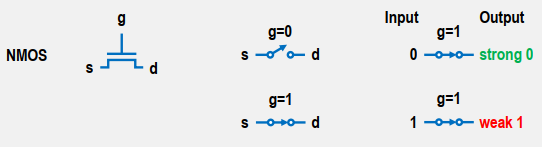 g
NMOS
s d
g=0
s d
g=1
s d
Input Output
g=1
0 strong 0
g=1
1 weak 1